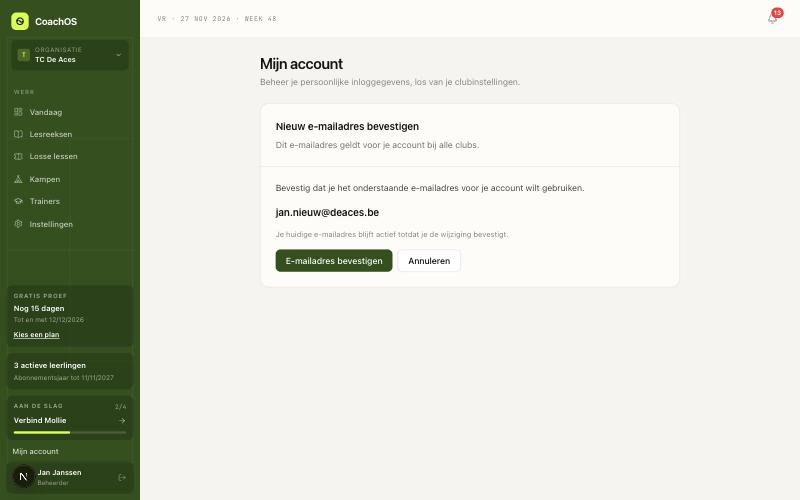 CoachOS
VR · 27 NOV 2026 · WEEK 48
13
T
ORGANISATIE
TC De Aces
WERK
Vandaag
Lesreeksen
Losse lessen
Kampen
Trainers
Instellingen
GRATIS PROEF
Nog 15 dagen
Tot en met 12/12/2026
Kies een plan
3 actieve leerlingen
Abonnementsjaar tot 11/11/2027
AAN DE SLAG 2/4
Verbind Mollie →
Mijn account
N
Jan Janssen
Beheerder
Mijn account
Beheer je persoonlijke inloggegevens, los van je clubinstellingen.
Nieuw e-mailadres bevestigen
Dit e-mailadres geldt voor je account bij alle clubs.
Bevestig dat je het onderstaande e-mailadres voor je account wilt gebruiken.
jan.nieuw@deaces.be
Je huidige e-mailadres blijft actief totdat je de wijziging bevestigt.
E-mailadres bevestigen
Annuleren